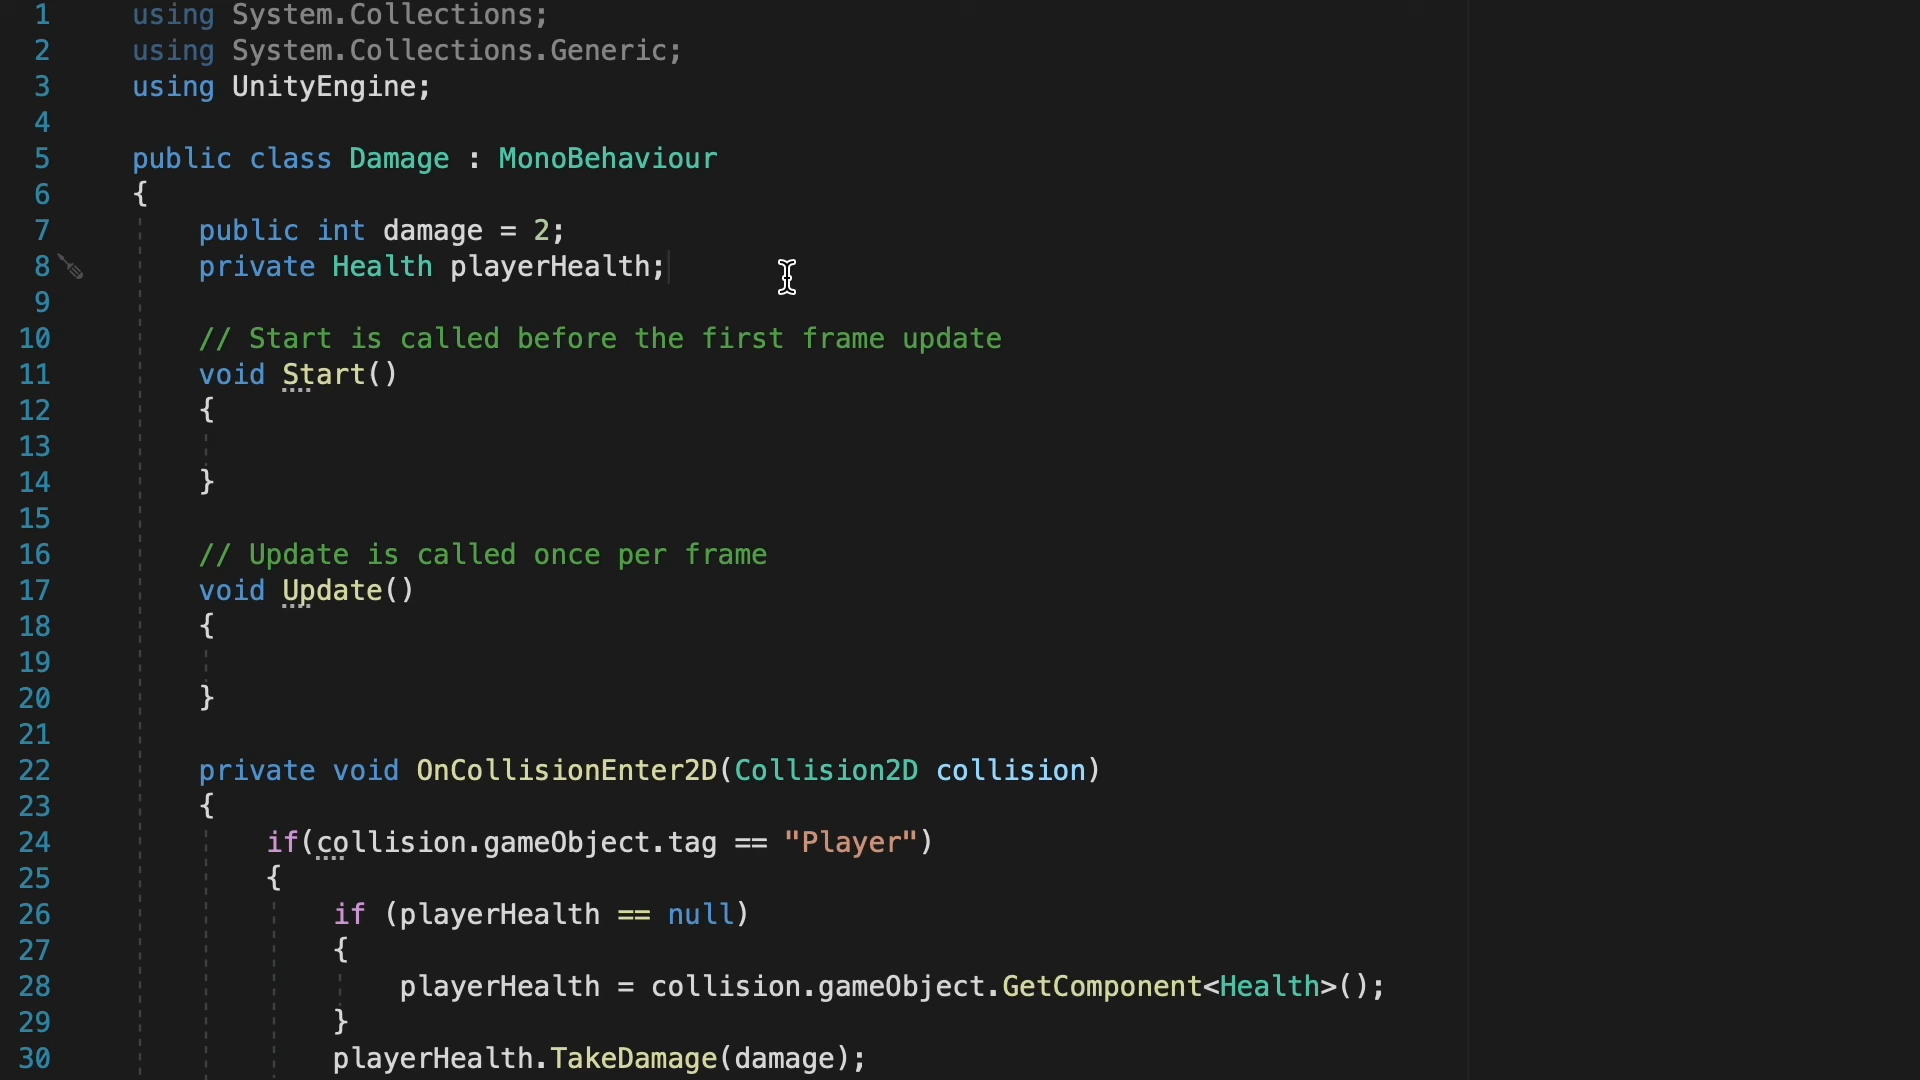 1 using System.Collections;
2 using System.Collections.Generic;
3 using UnityEngine;
4
5 public class Damage : MonoBehaviour
6 {
7 public int damage = 2;
8 private Health playerHealth;
9
10 // Start is called before the first frame update
11 void Start()
12 {
13
14 }
15
16 // Update is called once per frame
17 void Update()
18 {
19
20 }
21
22 private void OnCollisionEnter2D(Collision2D collision)
23 {
24 if(collision.gameObject.tag == "Player")
25 {
26 if (playerHealth == null)
27 {
28 playerHealth = collision.gameObject.GetComponent<Health>();
29 }
30 playerHealth.TakeDamage(damage);